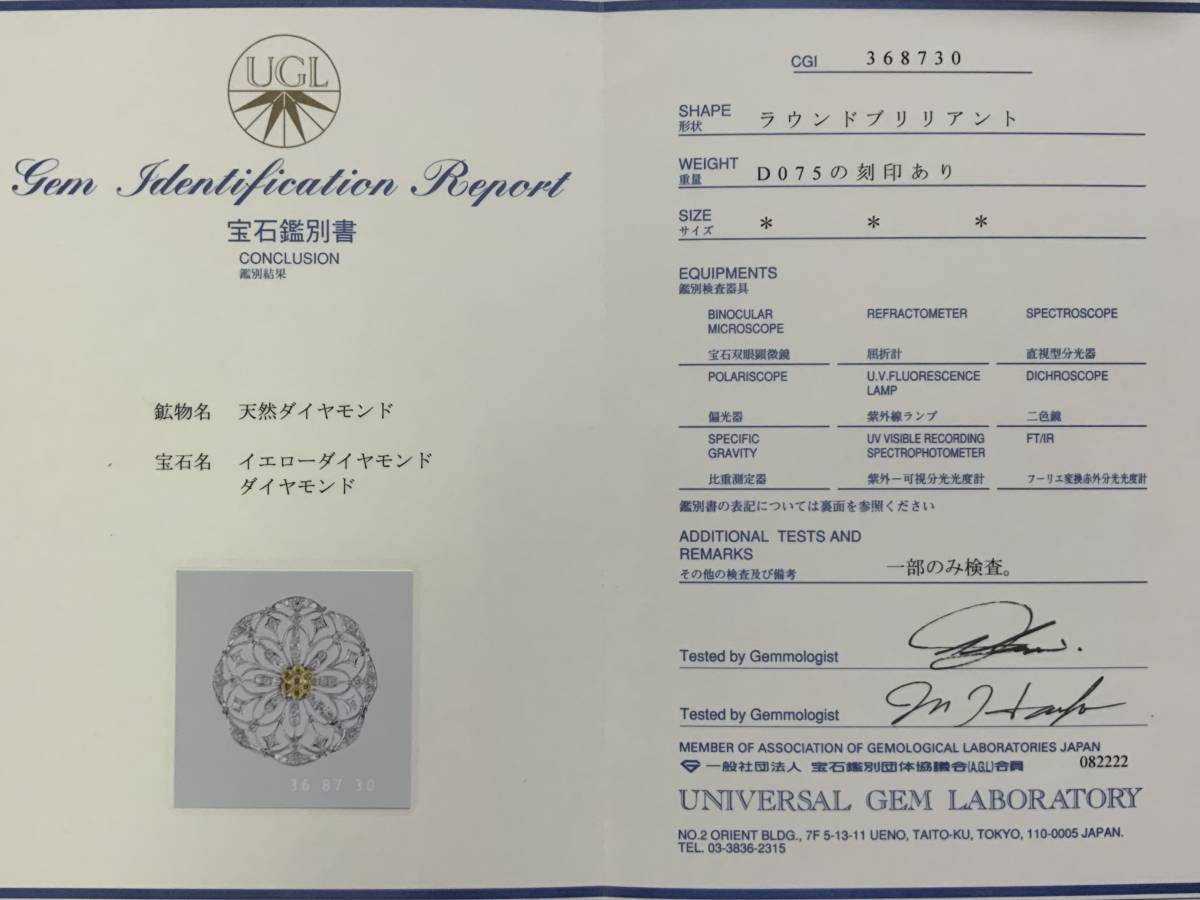 UGL
Gem Identification Report
宝石鑑別書
CONCLUSION
鑑別結果
鉱物名 天然ダイヤモンド
宝石名 イエローダイヤモンド
ダイヤモンド
36 87 30
CGI 368730
SHAPE
形状 ラウンドブリリアント
WEIGHT
重量 D075の刻印あり
SIZE
サイズ * * *
EQUIPMENTS
鑑別検査器具
BINOCULAR MICROSCOPE
宝石双眼顕微鏡
REFRACTOMETER
屈折計
SPECTROSCOPE
直視型分光器
POLARISCOPE
偏光器
U.V.FLUORESCENCE LAMP
紫外線ランプ
DICHROSCOPE
二色鏡
SPECIFIC GRAVITY
比重測定器
UV VISIBLE RECORDING SPECTROPHOTOMETER
紫外－可視分光光度計
FT/IR
フーリエ変換赤外分光光度計
鑑別書の表記については裏面を参照ください
ADDITIONAL TESTS AND
REMARKS
その他の検査及び備考 一部のみ検査。
Tested by Gemmologist
Tested by Gemmologist
MEMBER OF ASSOCIATION OF GEMOLOGICAL LABORATORIES JAPAN
一般社団法人 宝石鑑別団体協議会(A.G.L)会員 082222
UNIVERSAL GEM LABORATORY
NO.2 ORIENT BLDG., 7F 5-13-11 UENO, TAITO-KU, TOKYO, 110-0005 JAPAN.
TEL. 03-3836-2315